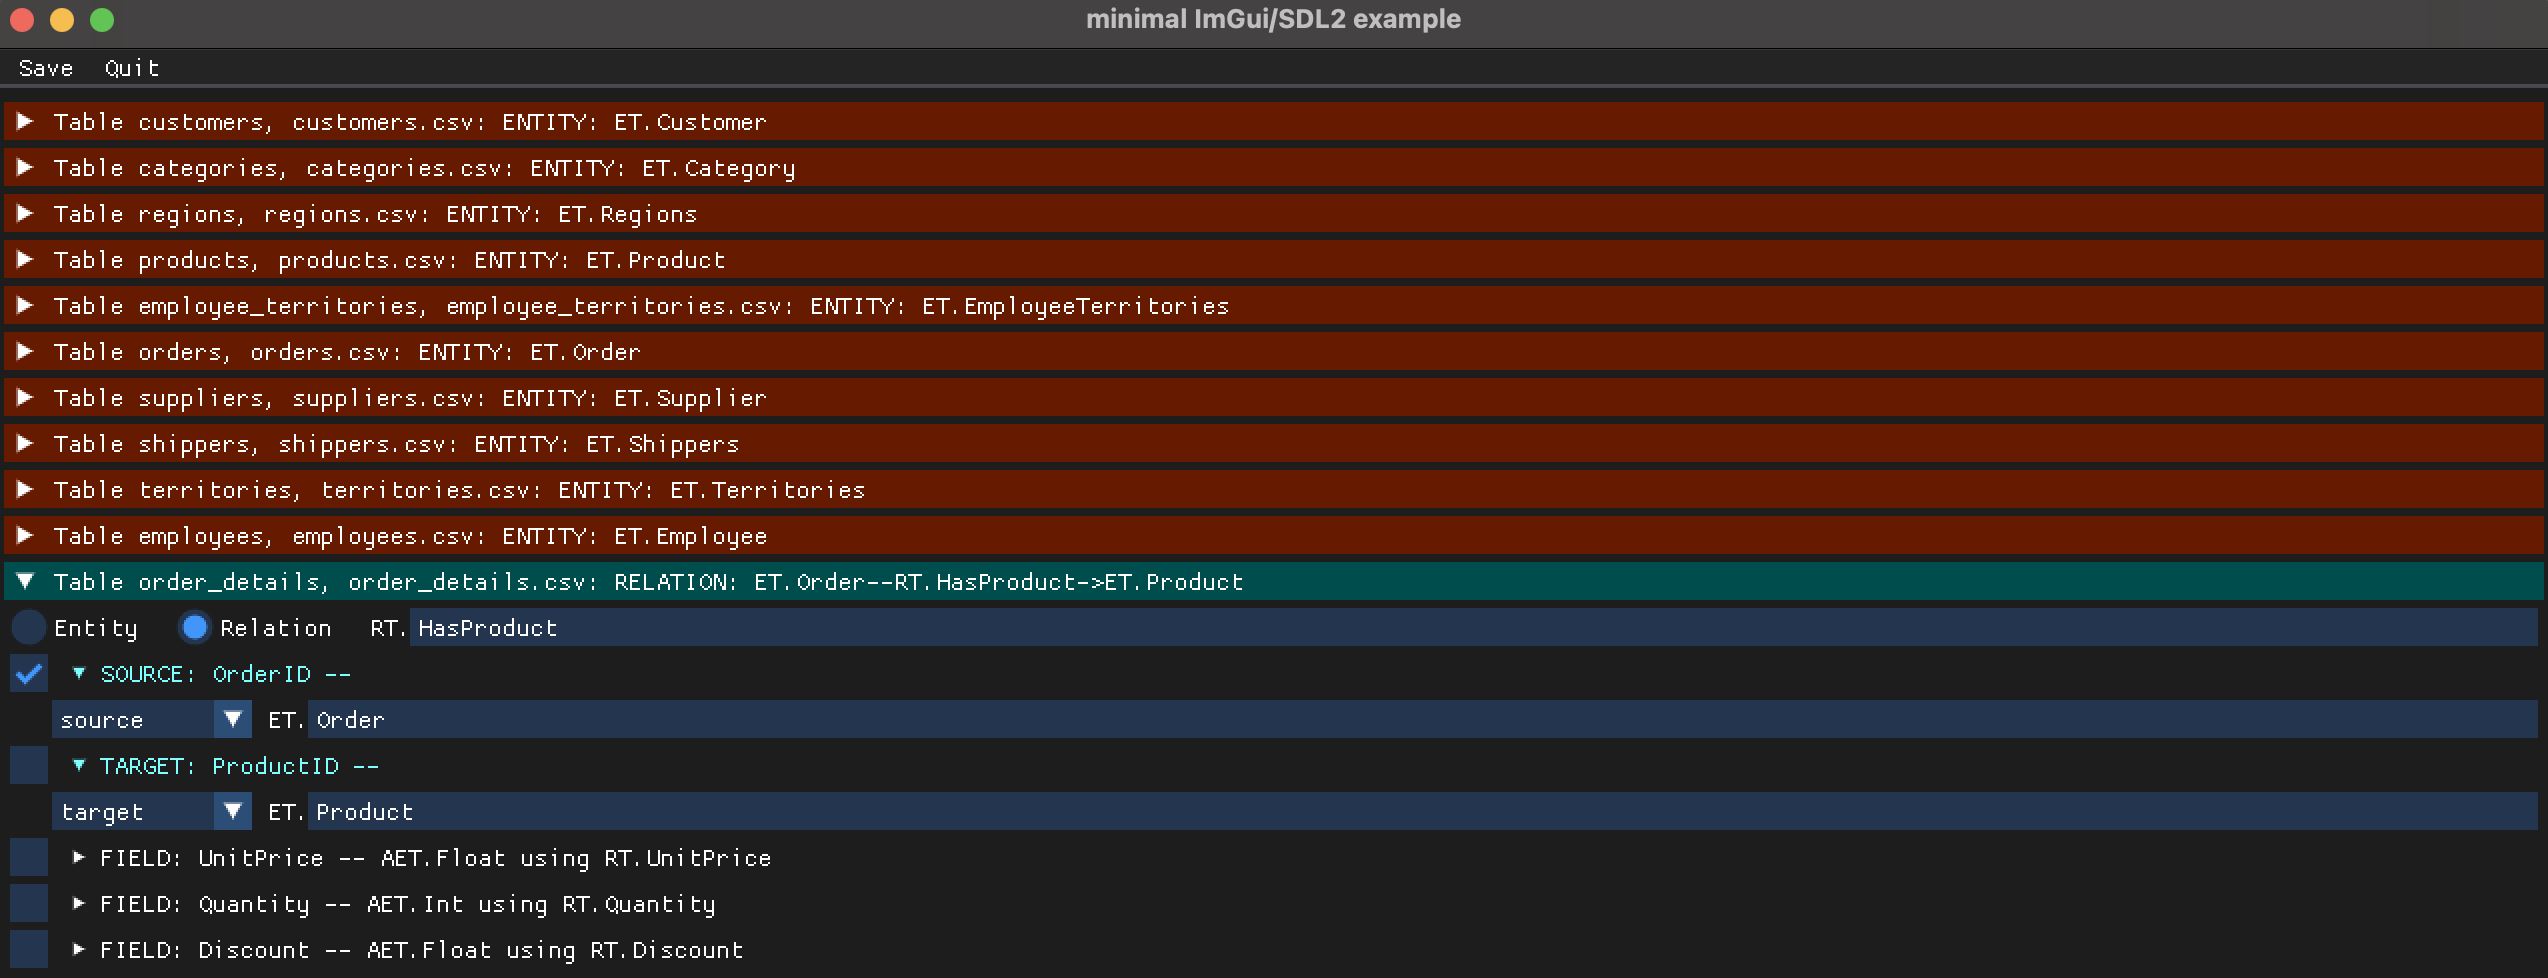 minimal ImGui/SDL2 example
Save Quit
Table customers, customers.csv: ENTITY: ET.Customer
Table categories, categories.csv: ENTITY: ET.Category
Table regions, regions.csv: ENTITY: ET.Regions
Table products, products.csv: ENTITY: ET.Product
Table employee_territories, employee_territories.csv: ENTITY: ET.EmployeeTerritories
Table orders, orders.csv: ENTITY: ET.Order
Table suppliers, suppliers.csv: ENTITY: ET.Supplier
Table shippers, shippers.csv: ENTITY: ET.Shippers
Table territories, territories.csv: ENTITY: ET.Territories
Table employees, employees.csv: ENTITY: ET.Employee
Table order_details, order_details.csv: RELATION: ET.Order--RT.HasProduct->ET.Product
Entity Relation RT. HasProduct
SOURCE: OrderID --
source ET. Order
TARGET: ProductID --
target ET. Product
FIELD: UnitPrice -- AET.Float using RT.UnitPrice
FIELD: Quantity -- AET.Int using RT.Quantity
FIELD: Discount -- AET.Float using RT.Discount